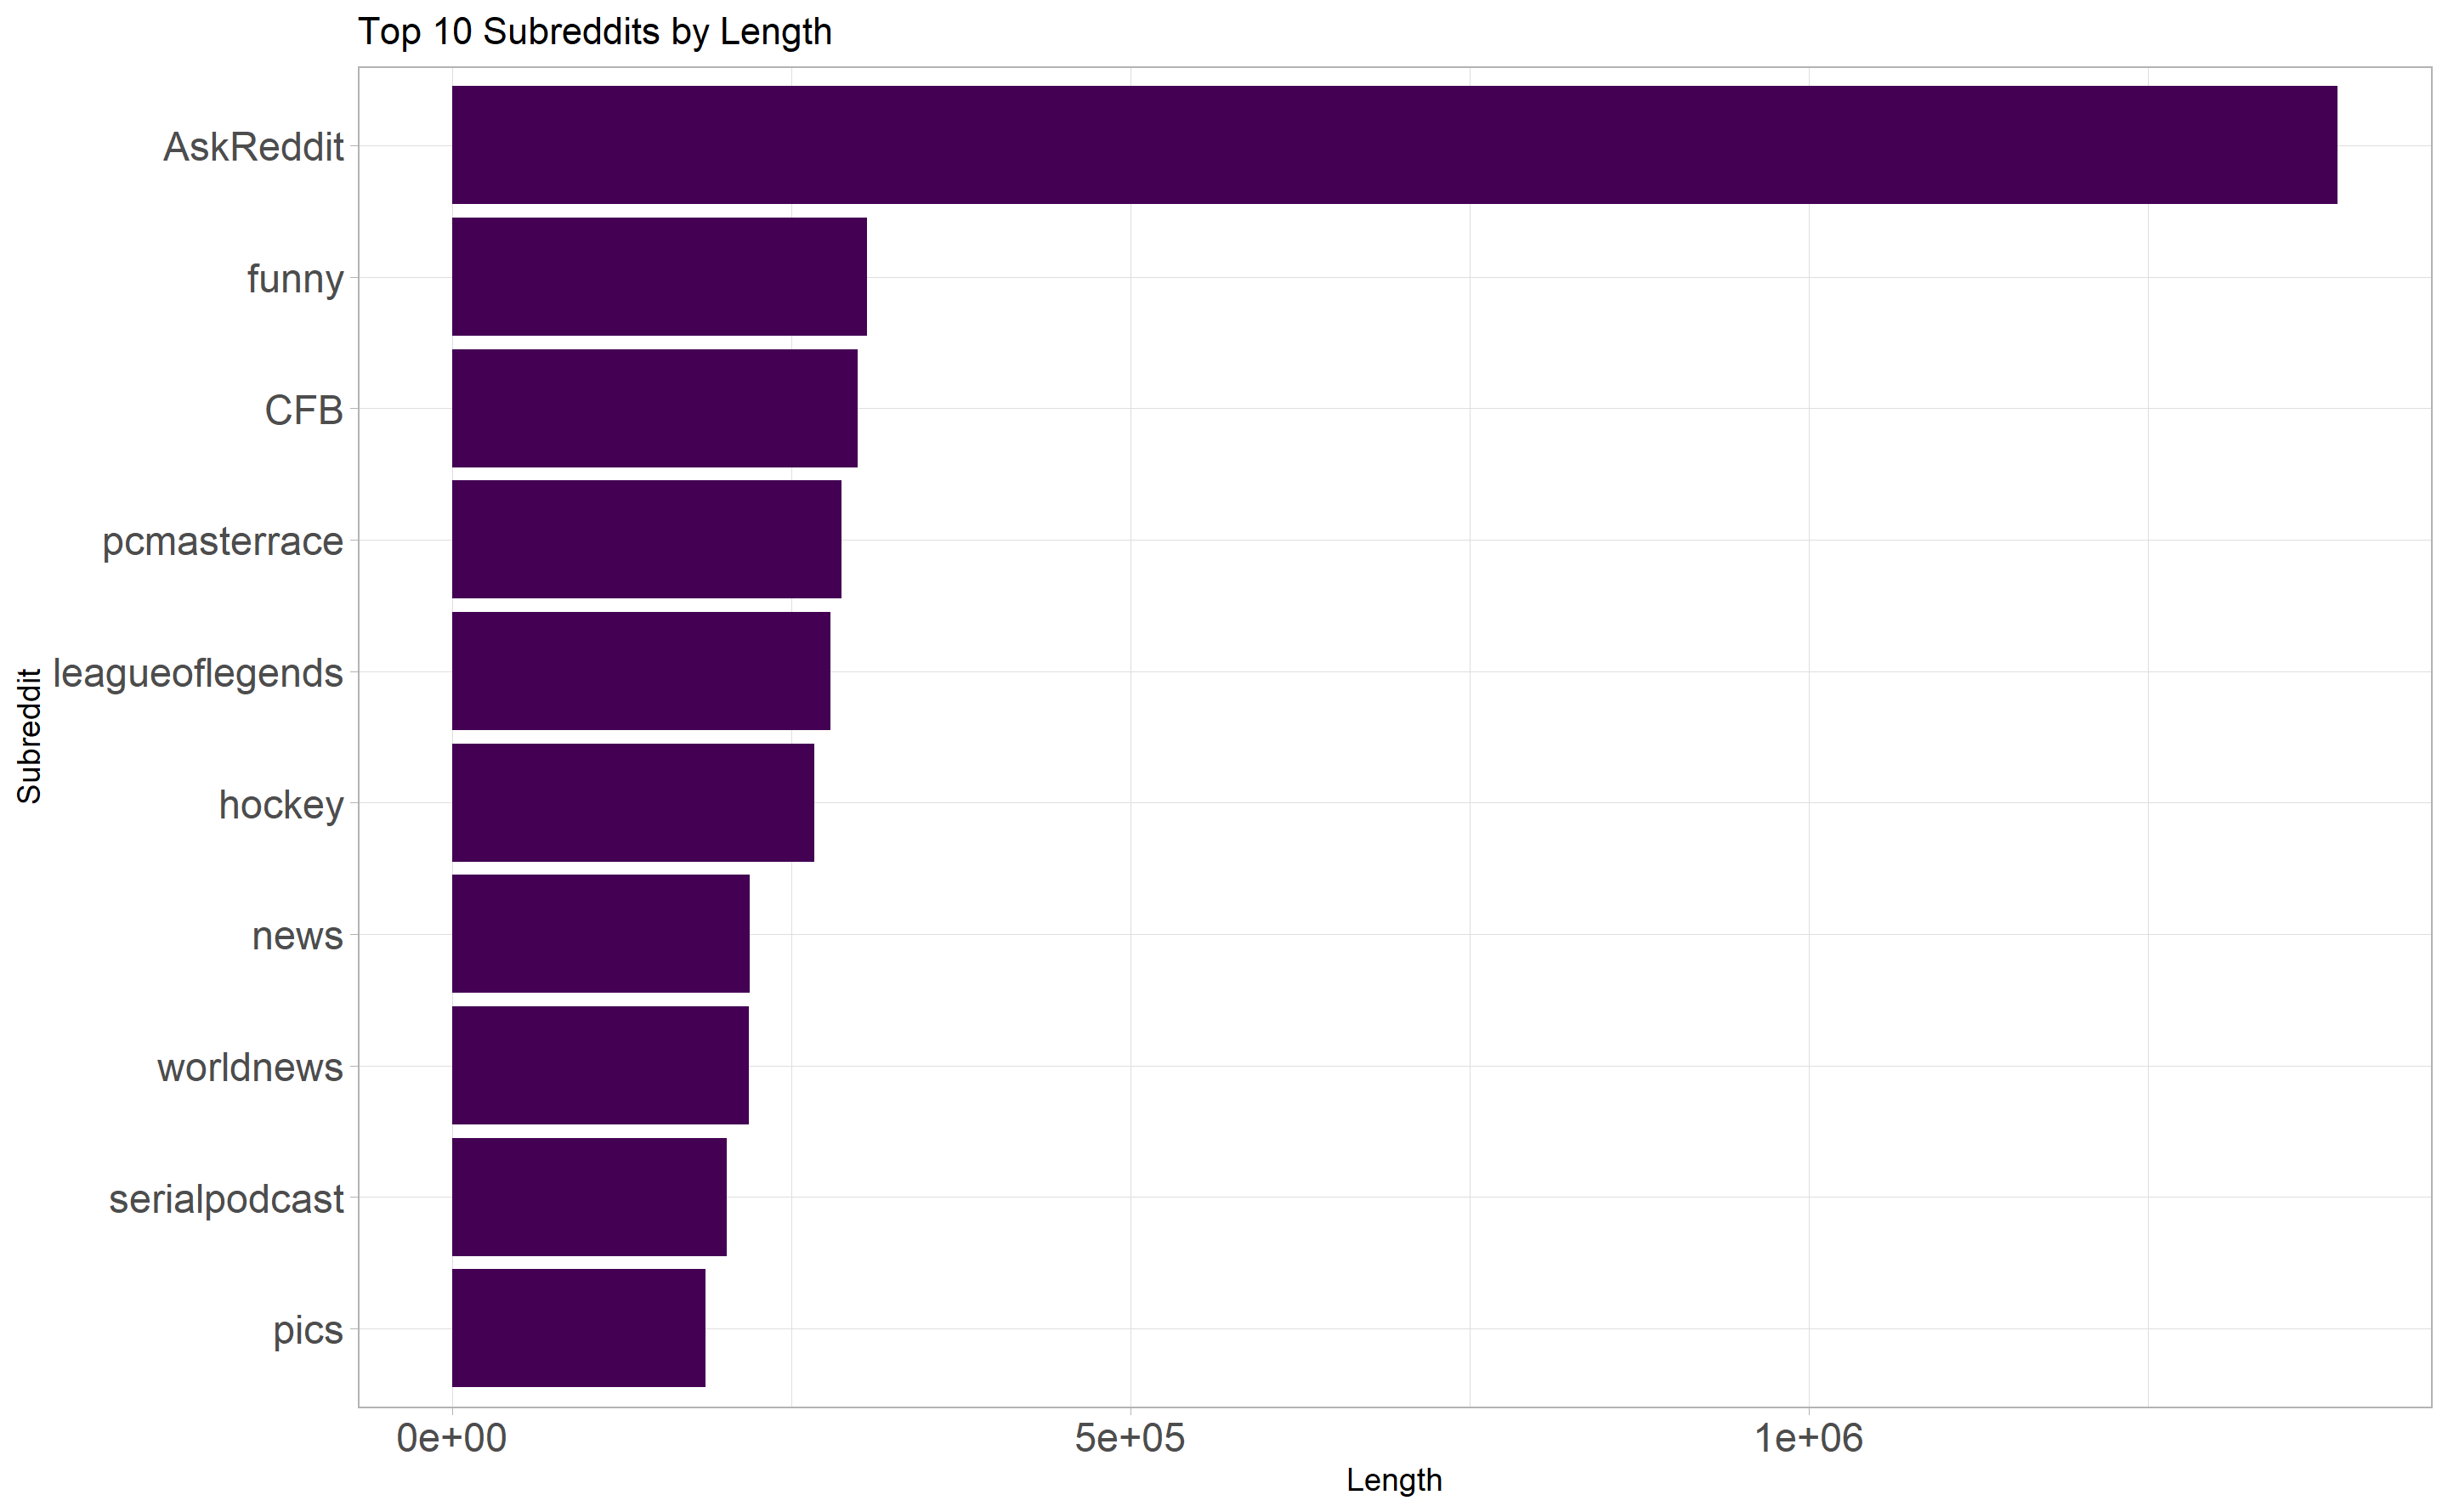 Top 10 Subreddits by Length
AskReddit
funny
CFB
pcmasterrace
leagueoflegends
hockey
news
worldnews
serialpodcast
pics
Subreddit
0e+00 5e+05 1e+06
Length